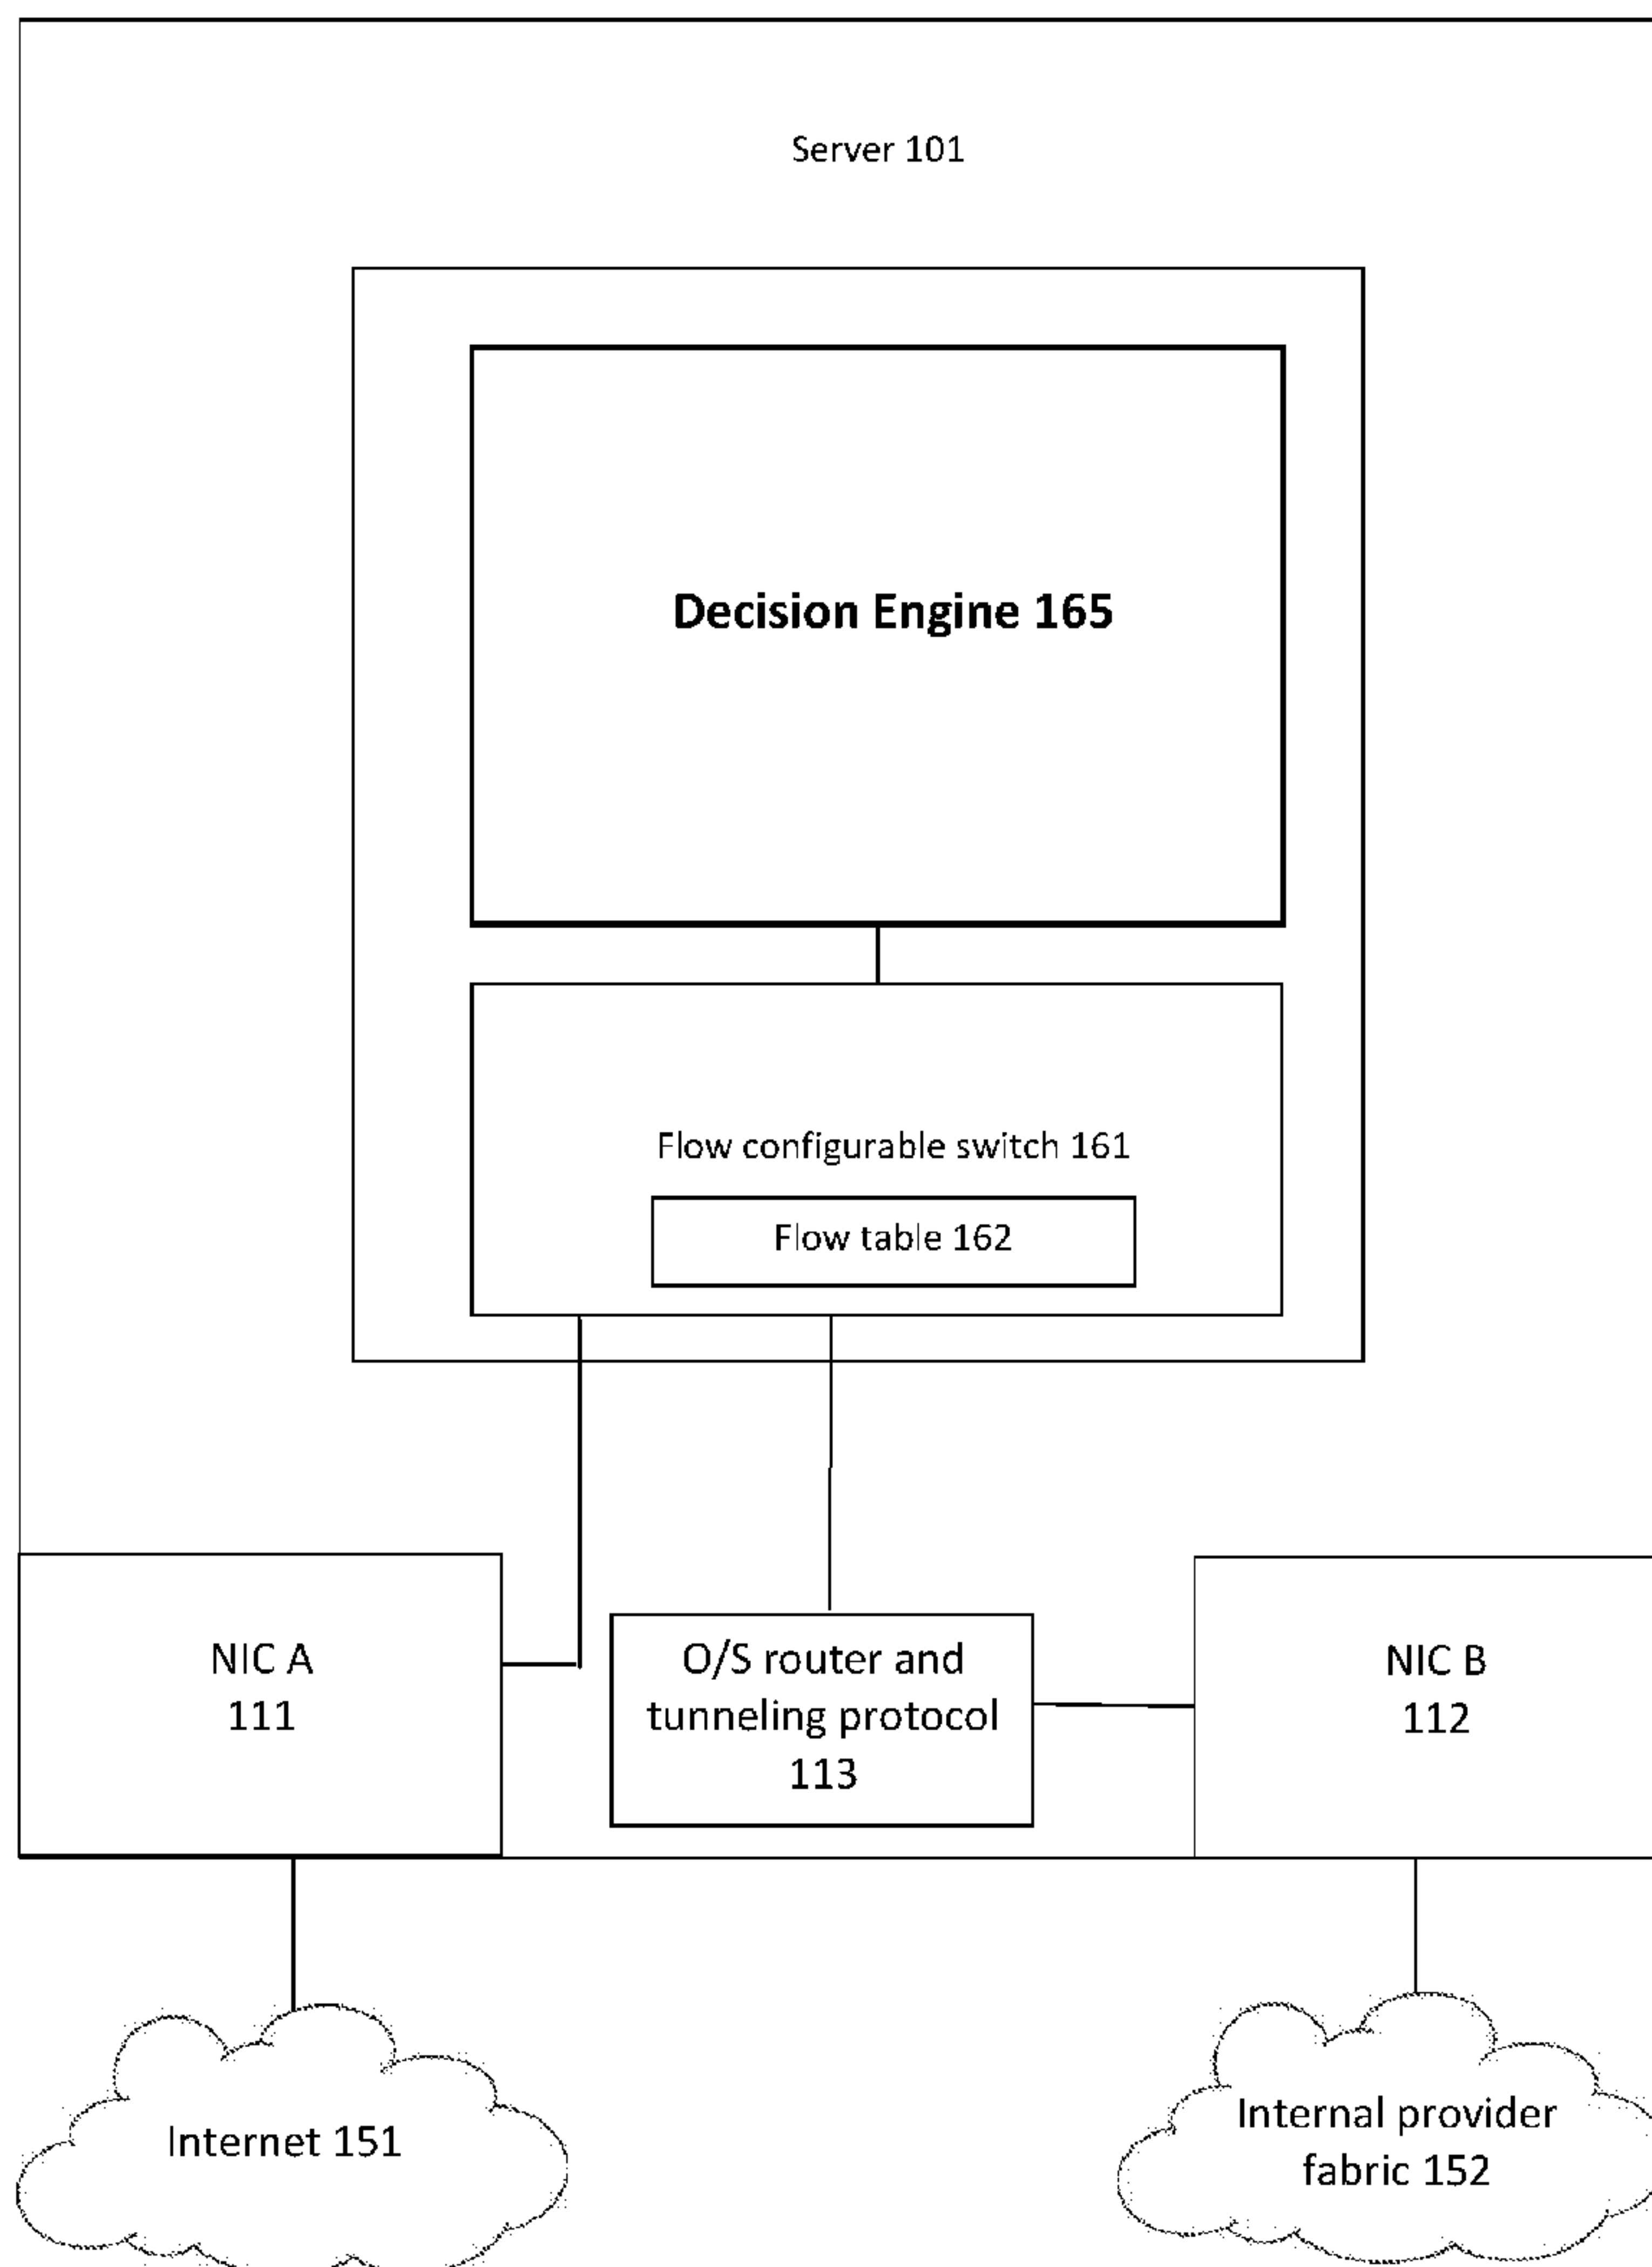 Server 101
Decision Engine 165
Flow configurable switch 161
Flow table 162
NIC A
111
O/S router and
tunneling protocol
113
NIC B
112
Internet 151
Internal provider
fabric 152